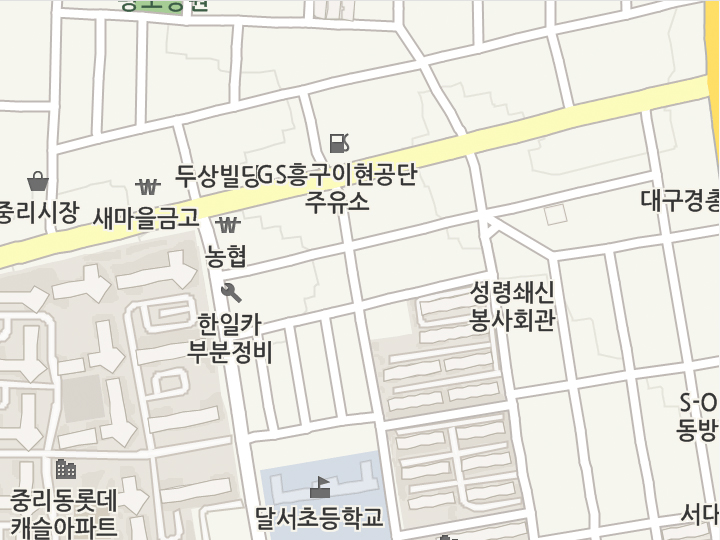 두상빌딩
GS흥구이현공단
주유소
중리시장
새마을금고
대구경총
농협
성령쇄신
봉사회관
한일카
부분정비
S-O
동방
중리동롯데
캐슬아파트
달서초등학교
서대